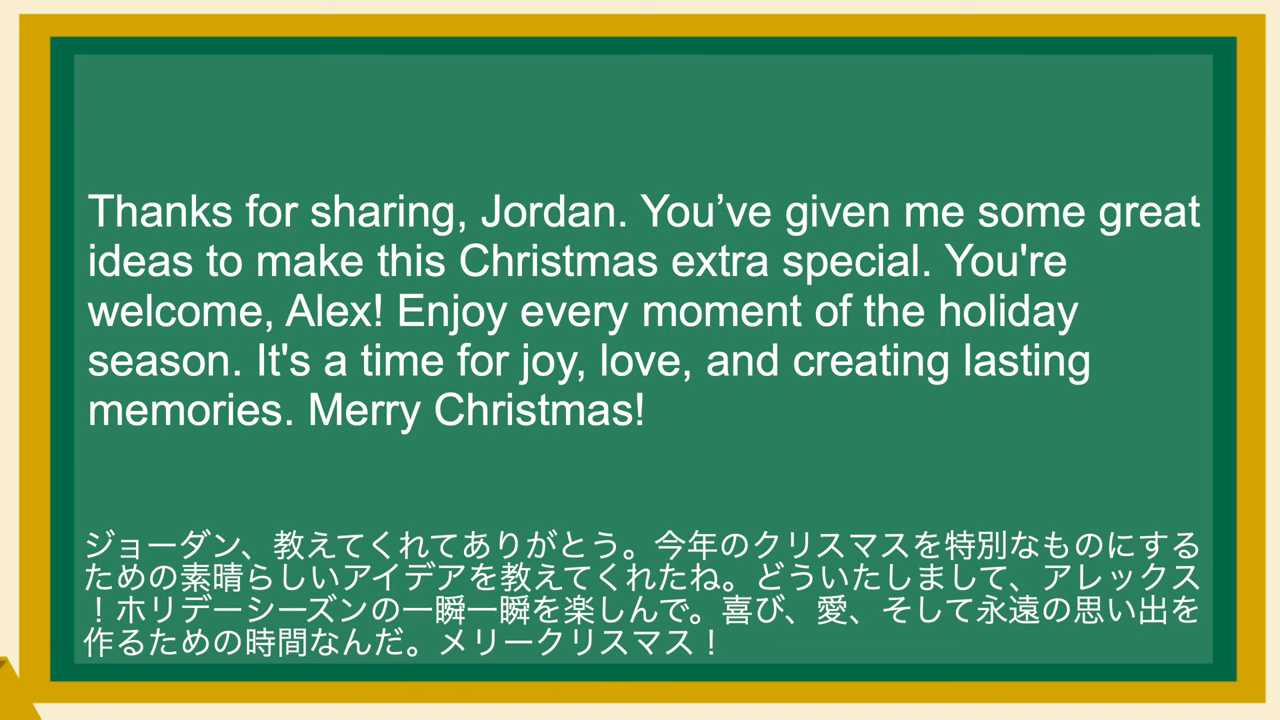 Thanks for sharing, Jordan. You’ve given me some great
ideas to make this Christmas extra special. You're
welcome, Alex! Enjoy every moment of the holiday
season. It's a time for joy, love, and creating lasting
memories. Merry Christmas!
ジョーダン、教えてくれてありがとう。今年のクリスマスを特別なものにする
ための素晴らしいアイデアを教えてくれたね。どういたしまして、アレックス
！ホリデーシーズンの一瞬一瞬を楽しんで。喜び、愛、そして永遠の思い出を
作るための時間なんだ。メリークリスマス！